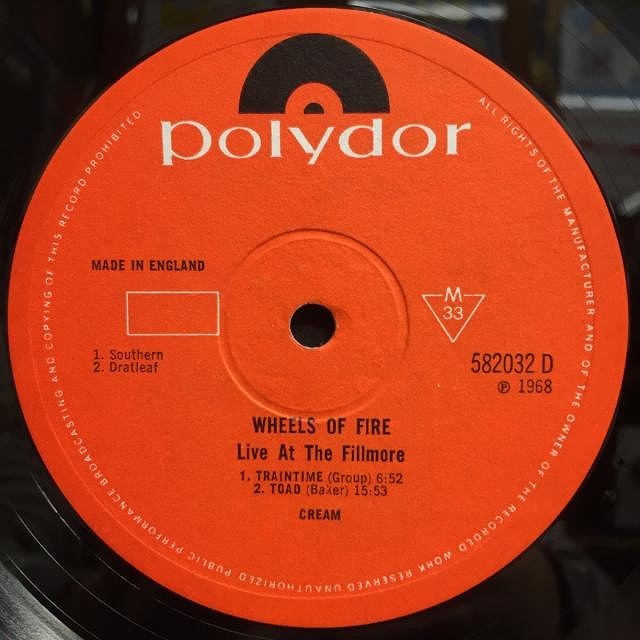 polydor
MADE IN ENGLAND
M
33
1. Southern
2. Dratleaf
582032 D
℗ 1968
WHEELS OF FIRE
Live At The Fillmore
1. TRAINTIME (Group) 6:52
2. TOAD (Baker) 15:53
CREAM
ALL RIGHTS OF THE MANUFACTURER AND OF THE OWNER OF THE RECORDED WORK RESERVED UNAUTHORIZED PUBLIC PERFORMANCE BROADCASTING AND COPYING OF THIS RECORD PROHIBITED